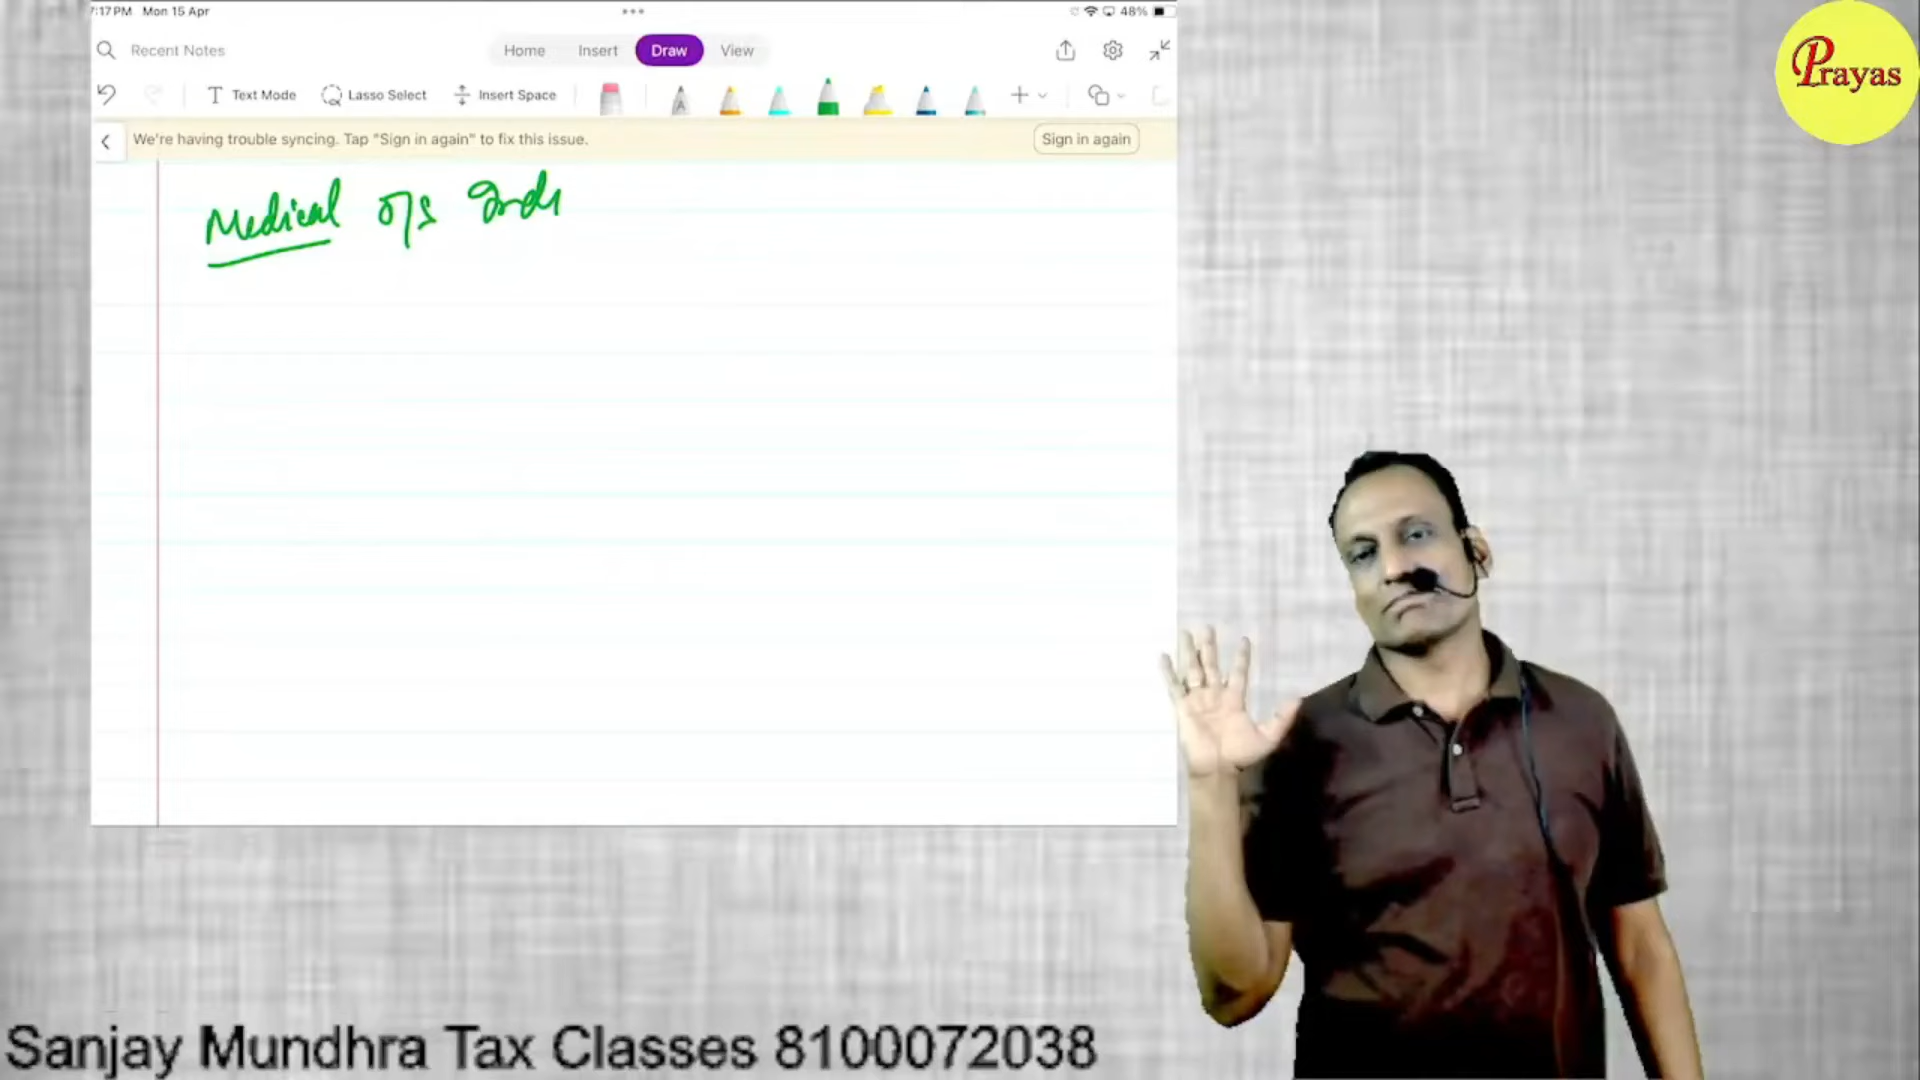 7:17 PM Mon 15 Apr
48%
Recent Notes
Home Insert Draw View
Text Mode Lasso Select Insert Space
A
We're having trouble syncing. Tap "Sign in again" to fix this issue.
Sign in again
Medical o/s India
Prayas
Sanjay Mundhra Tax Classes 8100072038